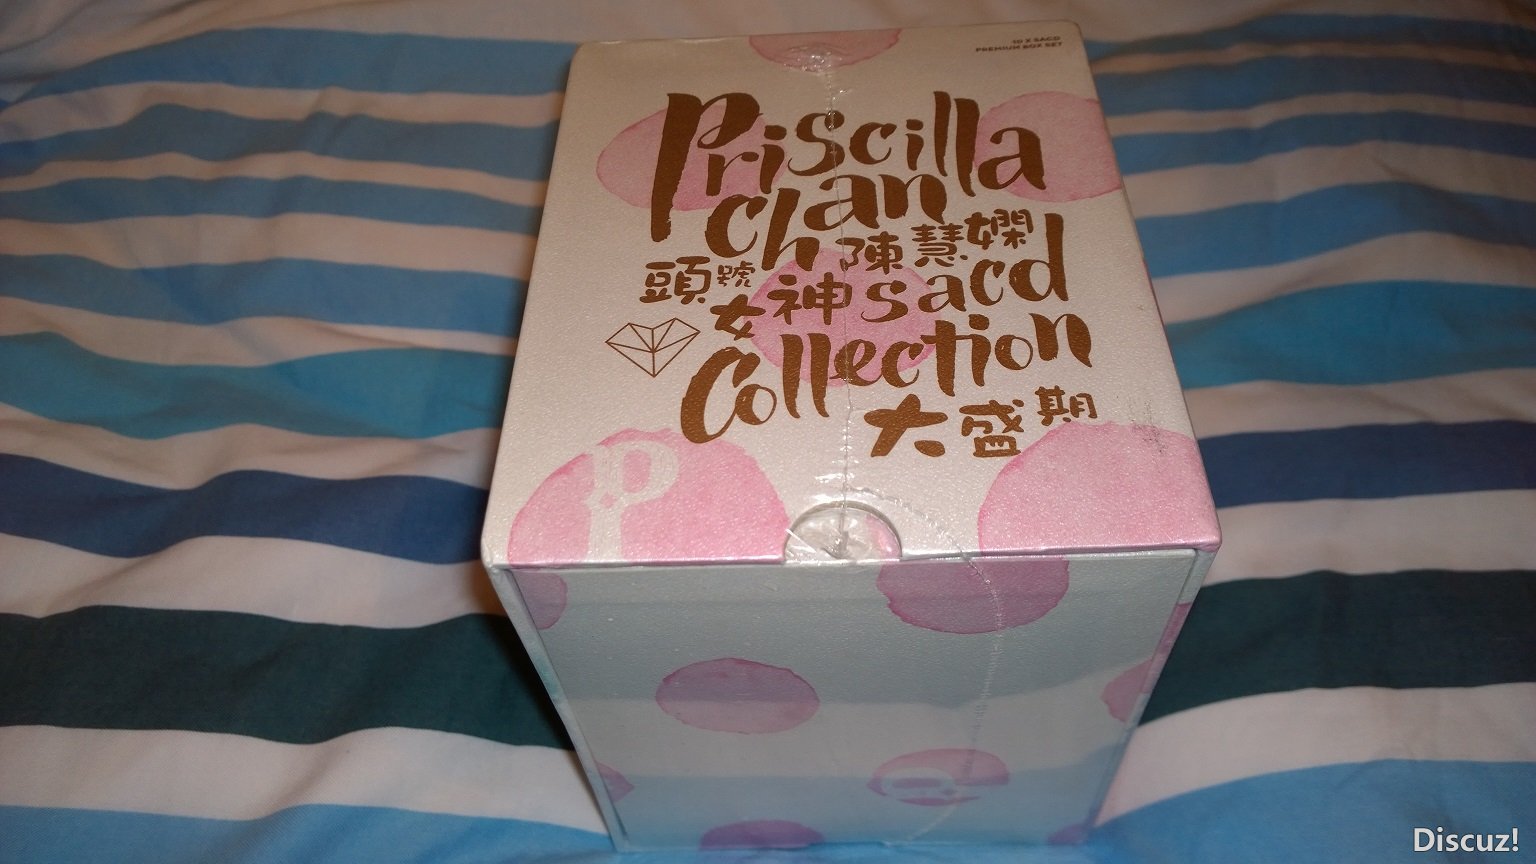 10 X SACD
PREMIUM BOX SET
Priscilla
Chan 陳慧嫻
頭號女神 sacd
Collection
大盛期
Discuz!